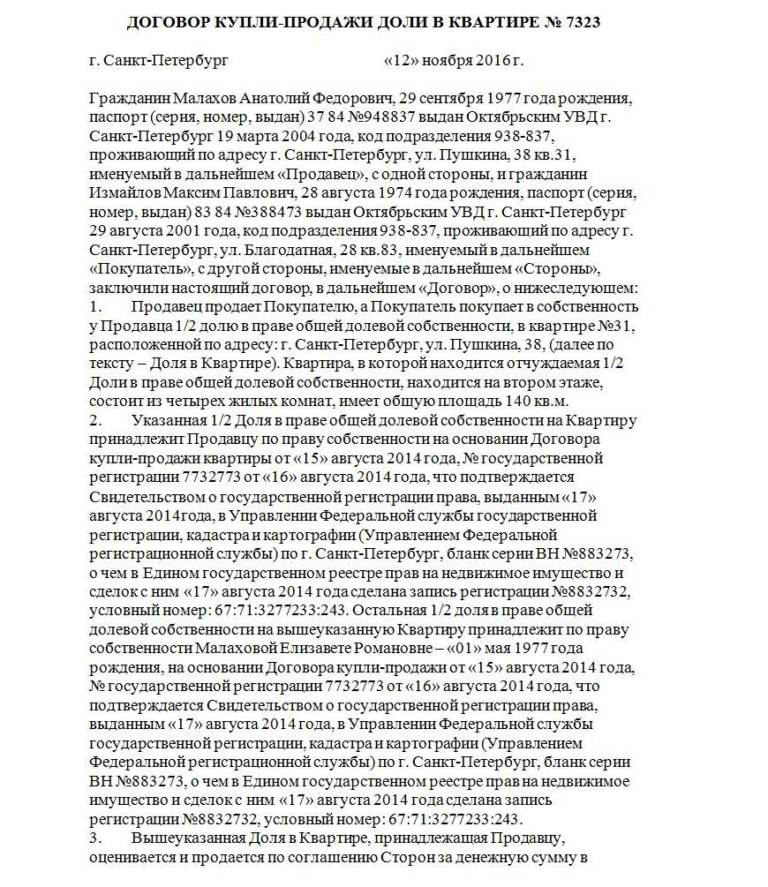 ДОГОВОР КУПЛИ-ПРОДАЖИ ДОЛИ В КВАРТИРЕ № 7323
г. Санкт-Петербург «12» ноября 2016 г.
Гражданин Малахов Анатолий Федорович, 29 сентября 1977 года рождения,
паспорт (серия, номер, выдан) 37 84 №948837 выдан Октябрьским УВД г.
Санкт-Петербург 19 марта 2004 года, код подразделения 938-837,
проживающий по адресу г. Санкт-Петербург, ул. Пушкина, 38 кв.31,
именуемый в дальнейшем «Продавец», с одной стороны, и гражданин
Измайлов Максим Павлович, 28 августа 1974 года рождения, паспорт (серия,
номер, выдан) 83 84 №388473 выдан Октябрьским УВД г. Санкт-Петербург
29 августа 2001 года, код подразделения 938-837, проживающий по адресу г.
Санкт-Петербург, ул. Благодатная, 28 кв.83, именуемый в дальнейшем
«Покупатель», с другой стороны, именуемые в дальнейшем «Стороны»,
заключили настоящий договор, в дальнейшем «Договор», о нижеследующем:
1. Продавец продает Покупателю, а Покупатель покупает в собственность
у Продавца 1/2 долю в праве общей долевой собственности, в квартире №31,
расположенной по адресу: г. Санкт-Петербург, ул. Пушкина, 38, (далее по
тексту – Доля в Квартире). Квартира, в которой находится отчуждаемая 1/2
Доли в праве общей долевой собственности, находится на втором этаже,
состоит из четырех жилых комнат, имеет общую площадь 140 кв.м.
2. Указанная 1/2 Доля в праве общей долевой собственности на Квартиру
принадлежит Продавцу по праву собственности на основании Договора
купли-продажи квартиры от «15» августа 2014 года, № государственной
регистрации 7732773 от «16» августа 2014 года, что подтверждается
Свидетельством о государственной регистрации права, выданным «17»
августа 2014года, в Управлении Федеральной службы государственной
регистрации, кадастра и картографии (Управлением Федеральной
регистрационной службы) по г. Санкт-Петербург, бланк серии ВН №883273,
о чем в Едином государственном реестре прав на недвижимое имущество и
сделок с ним «17» августа 2014 года сделана запись регистрации №8832732,
условный номер: 67:71:3277233:243. Остальная 1/2 доля в праве общей
долевой собственности на вышеуказанную Квартиру принадлежит по праву
собственности Малаховой Елизавете Романовне – «01» мая 1977 года
рождения, на основании Договора купли-продажи от «15» августа 2014 года,
№ государственной регистрации 7732773 от «16» августа 2014 года, что
подтверждается Свидетельством о государственной регистрации права,
выданным «17» августа 2014 года, в Управлении Федеральной службы
государственной регистрации, кадастра и картографии (Управлением
Федеральной регистрационной службы) по г. Санкт-Петербург, бланк серии
ВН №883273, о чем в Едином государственном реестре прав на недвижимое
имущество и сделок с ним «17» августа 2014 года сделана запись
регистрации №8832732, условный номер: 67:71:3277233:243.
3. Вышеуказанная Доля в Квартире, принадлежащая Продавцу,
оценивается и продается по соглашению Сторон за денежную сумму в